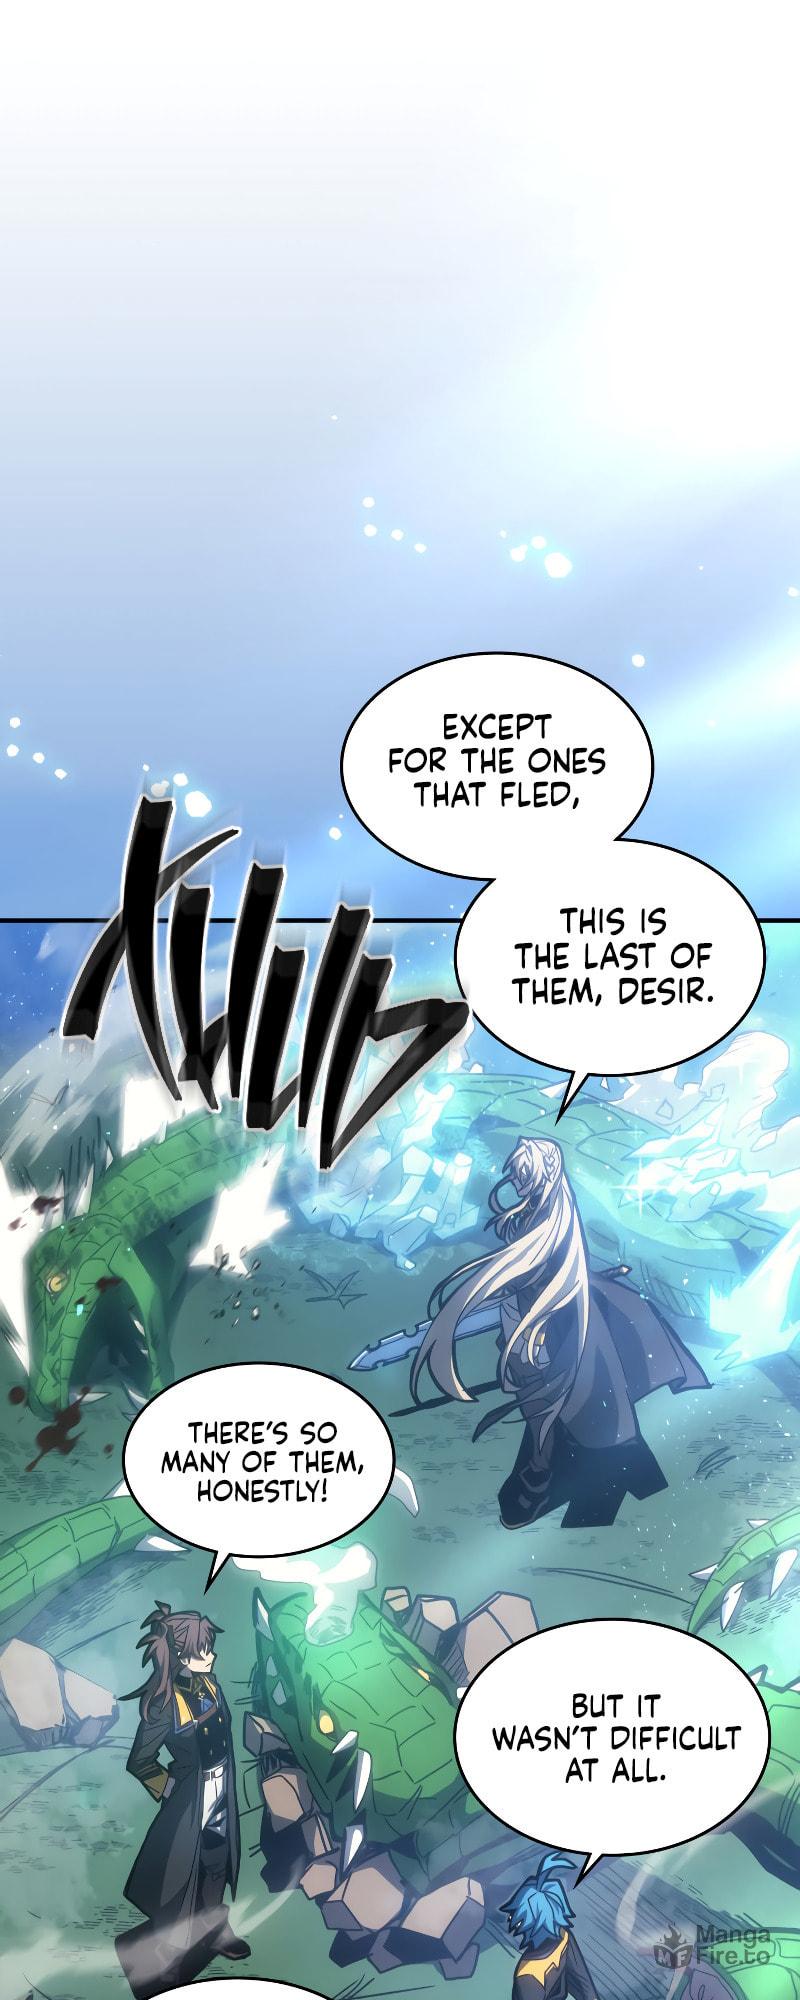 EXCEPT
FOR THE ONES
THAT FLED,
THIS IS
THE LAST OF
THEM, DESIR.
THERE'S SO
MANY OF THEM,
HONESTLY!
BUT IT
WASN'T DIFFICULT
AT ALL.
Manga
Fire.to